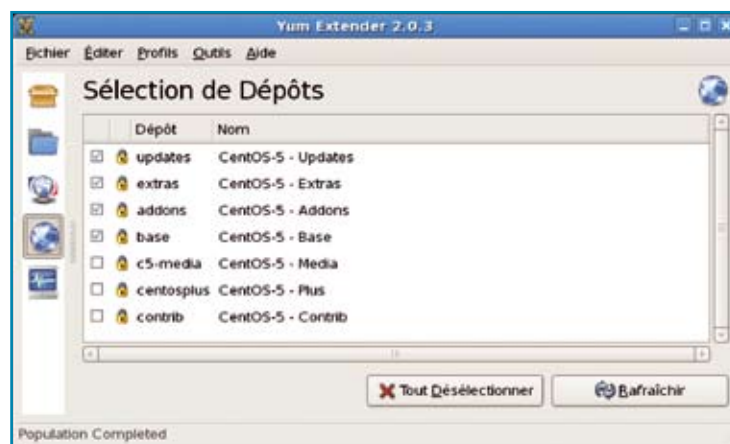 Yum Extender 2.0.3
Fichier Éditer Profils Outils Aide
Sélection de Dépôts
Dépôt Nom
updates CentOS-5 - Updates
extras CentOS-5 - Extras
addons CentOS-5 - Addons
base CentOS-5 - Base
c5-media CentOS-5 - Media
centosplus CentOS-5 - Plus
contrib CentOS-5 - Contrib
Tout Désélectionner Rafraîchir
Population Completed